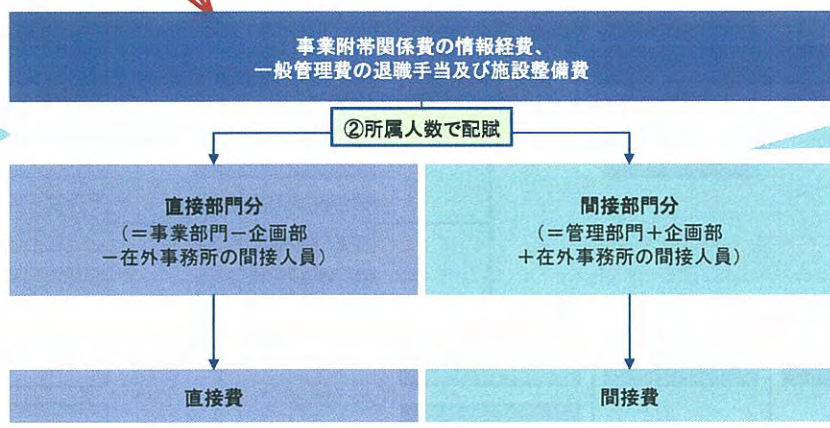 事業附帯関係費の情報経費、
一般管理費の退職手当及び施設整備費
②所属人数で配賦
直接部門分
（＝事業部門－企画部
－在外事務所の間接人員）
間接部門分
（＝管理部門＋企画部
＋在外事務所の間接人員）
直接費
間接費